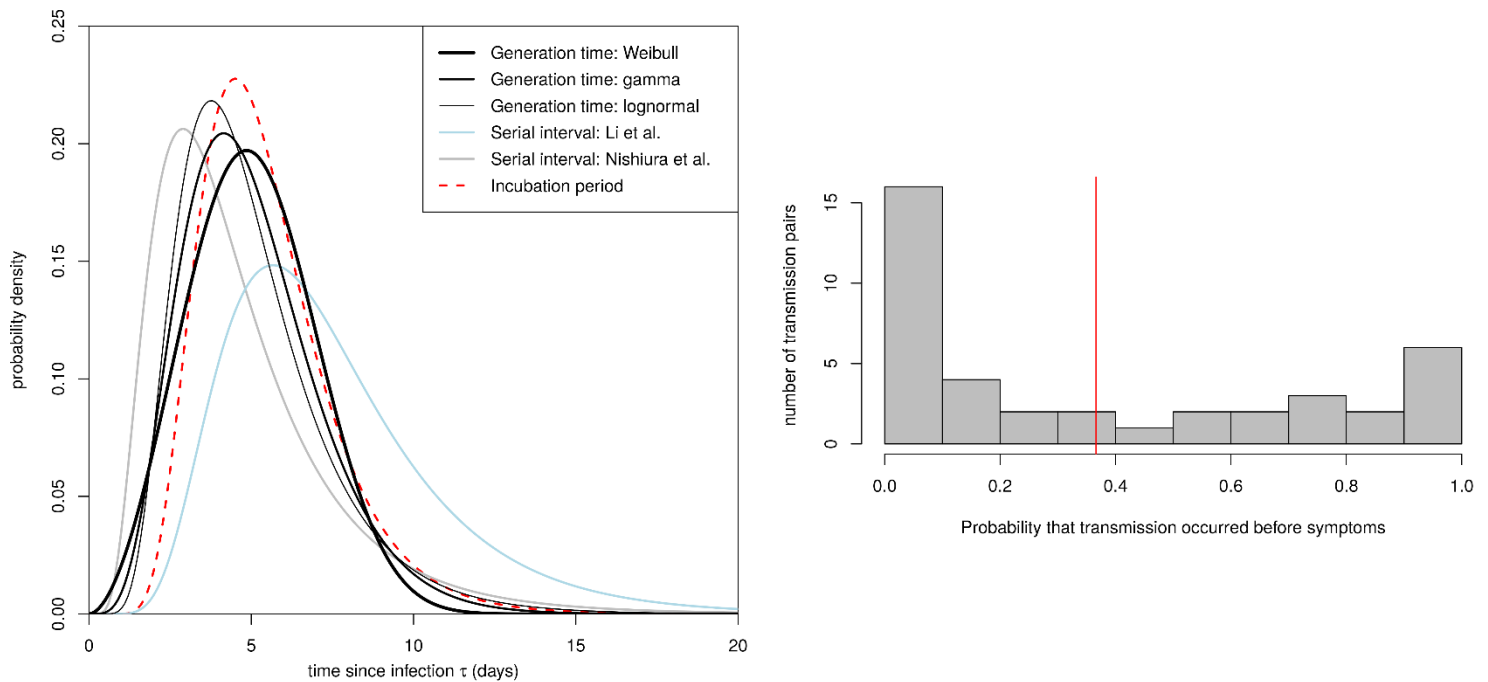 probability density
0.25
0.20
0.15
0.10
0.05
0.00
Generation time: Weibull
Generation time: gamma
Generation time: lognormal
Serial interval: Li et al.
Serial interval: Nishiura et al.
Incubation period
0 5 10 15 20
time since infection τ (days)
number of transmission pairs
15
10
5
0
0.0 0.2 0.4 0.6 0.8 1.0
Probability that transmission occurred before symptoms